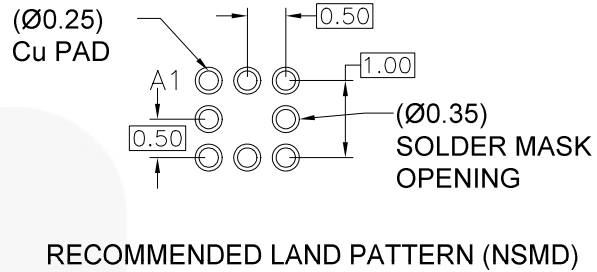 (Ø0.25)
Cu PAD
0.50
A1
1.00
0.50
(Ø0.35)
SOLDER MASK
OPENING
RECOMMENDED LAND PATTERN (NSMD)